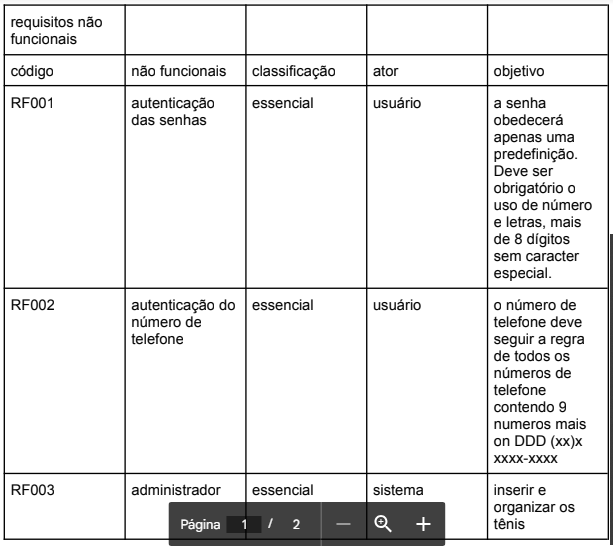 requisitos não
funcionais
código
não funcionais
classificação
ator
objetivo
RF001
autenticação
das senhas
essencial
usuário
a senha
obedecerá
apenas uma
predefinição.
Deve ser
obrigatório o
uso de número
e letras, mais
de 8 dígitos
sem caracter
especial.
RF002
autenticação do
número de
telefone
essencial
usuário
o número de
telefone deve
seguir a regra
de todos os
números de
telefone
contendo 9
numeros mais
on DDD (xx)x
xxxx-xxxx
RF003
administrador
essencial
sistema
inserir e
organizar os
tênis
Página 1 / 2